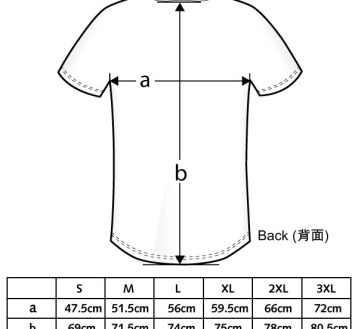 a
b
Back (背面)
S M L XL 2XL 3XL
a 47.5cm 51.5cm 56cm 59.5cm 66cm 72cm
b 69cm 71.5cm 74cm 75cm 78cm 80.5cm